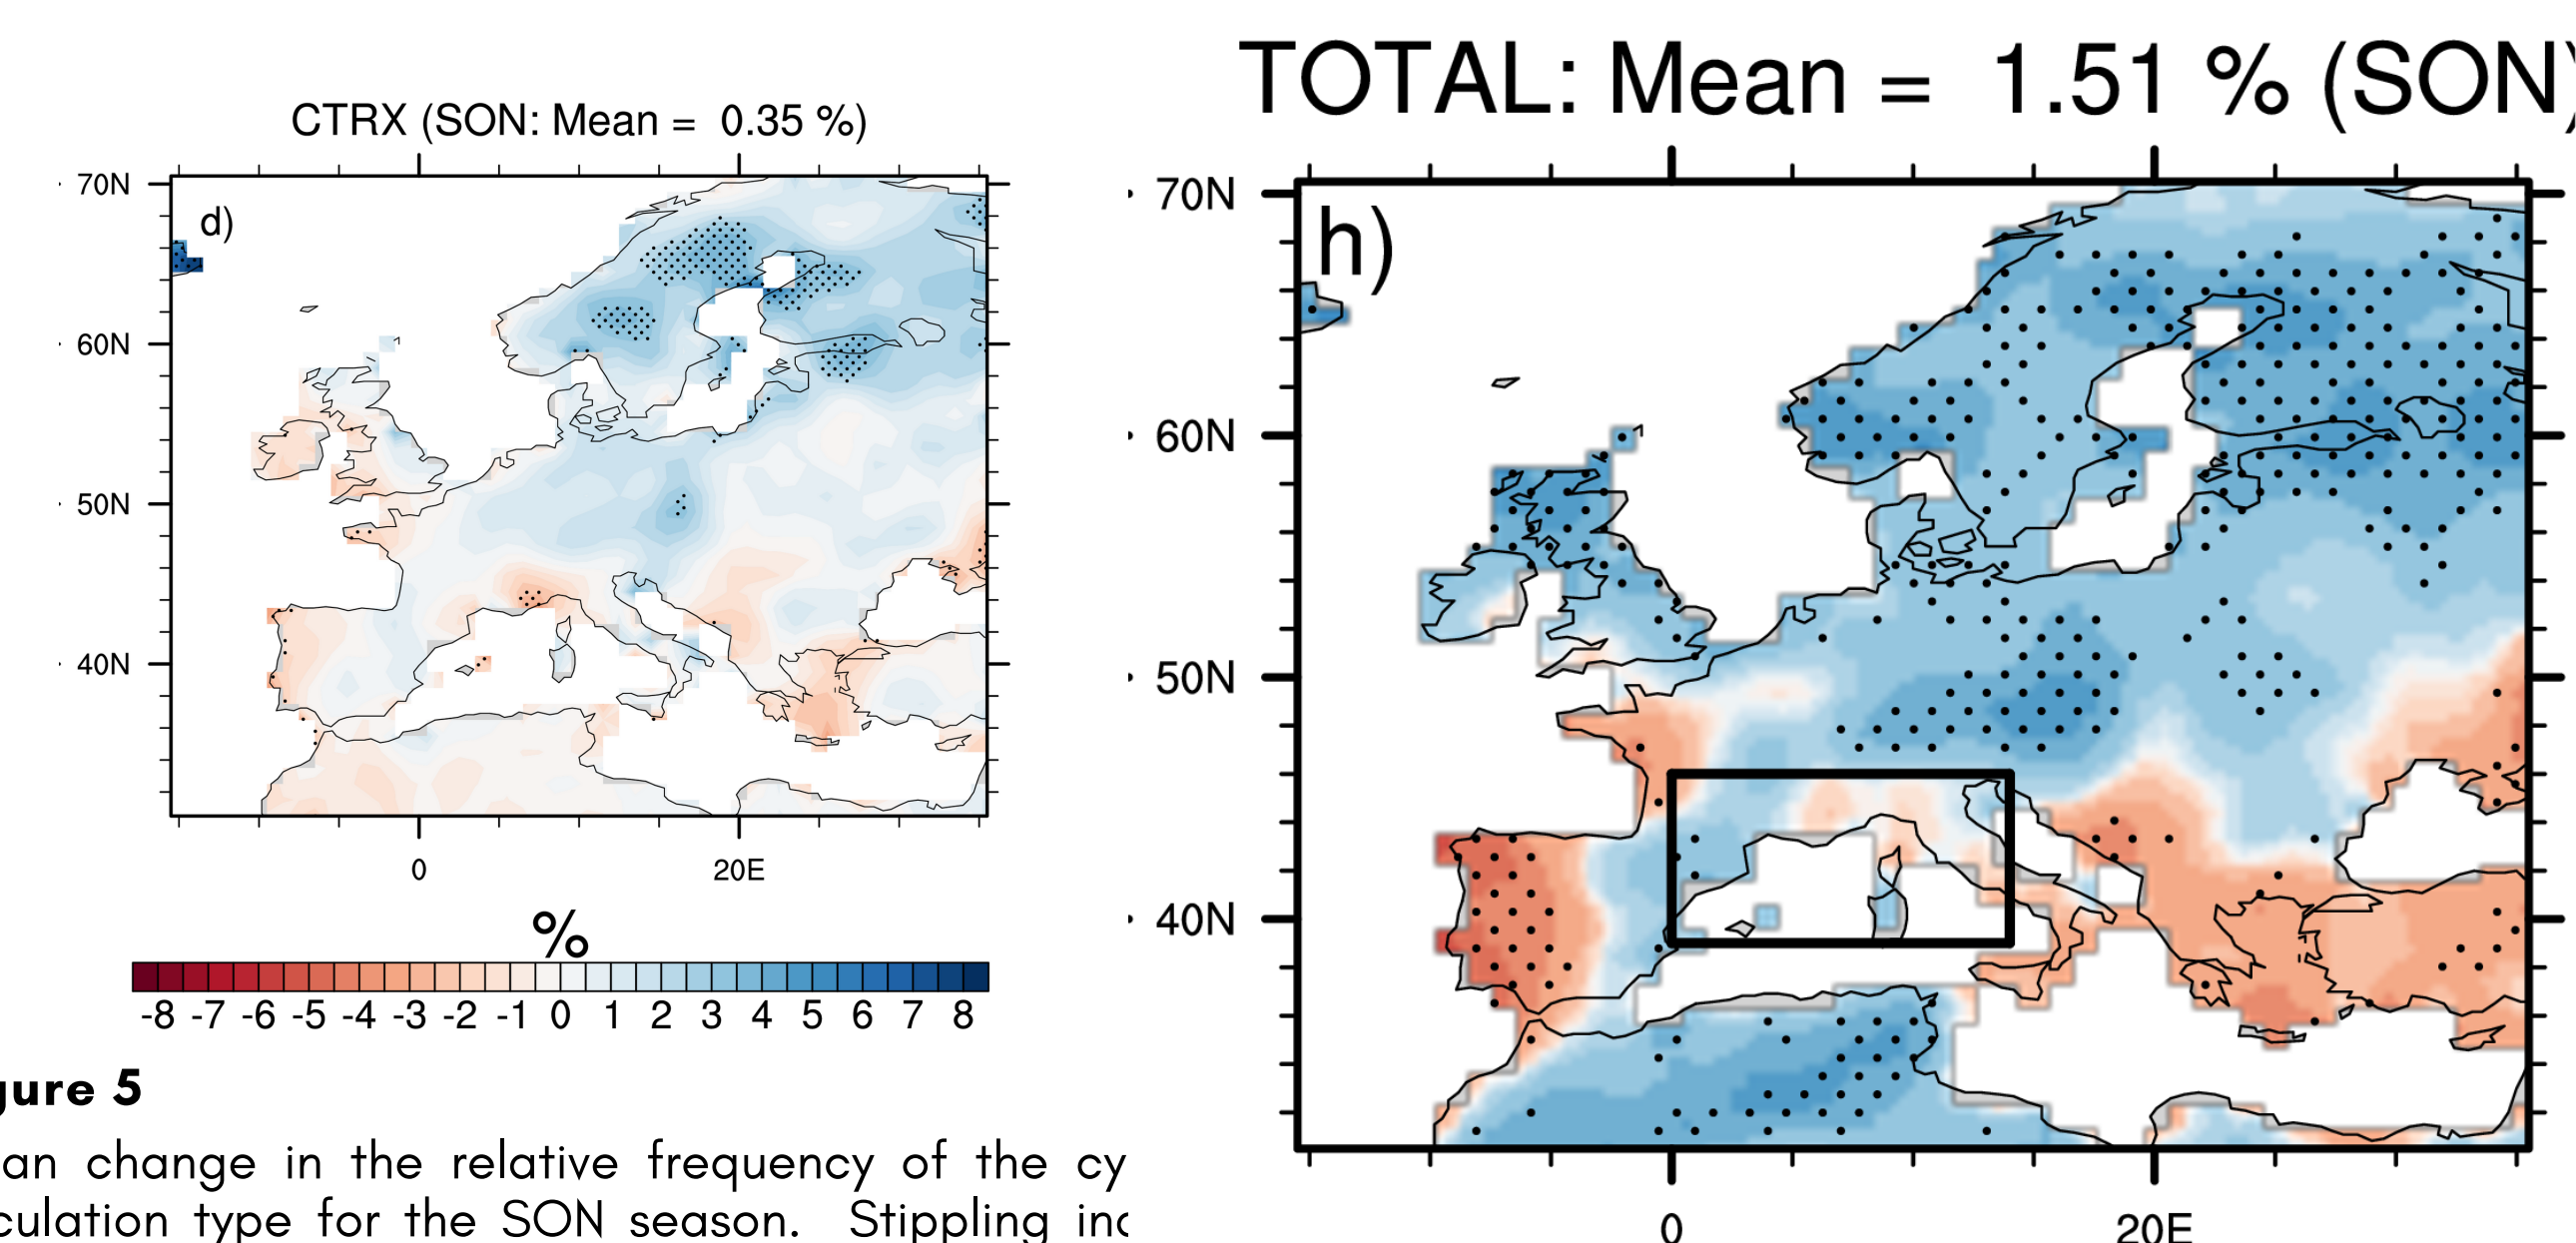 CTRX (SON: Mean = 0.35 %)
d)
70N
60N
50N
40N
0 20E
%
-8 -7 -6 -5 -4 -3 -2 -1 0 1 2 3 4 5 6 7 8
gure 5
an change in the relative frequency of the cy
culation type for the SON season. Stippling inc
TOTAL: Mean = 1.51 % (SON)
h)
70N
60N
50N
40N
0 20E